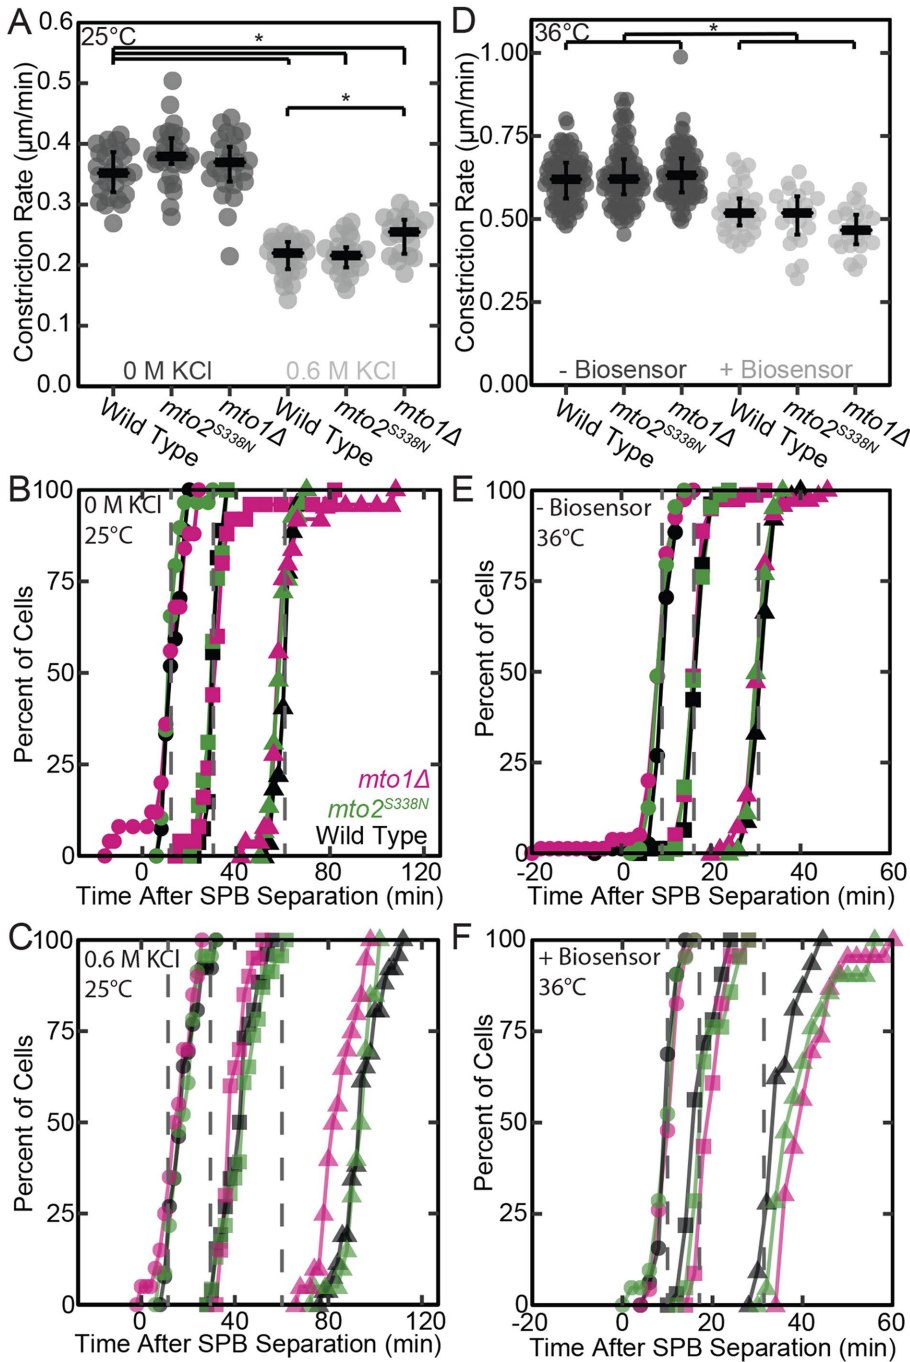 A
25°C
*
*
Constriction Rate (μm/min)
0.6
0.5
0.4
0.3
0.2
0.1
0.0
0 M KCl
0.6 M KCl
Wild Type
mto2S338N
mto1Δ
Wild Type
mto2S338N
mto1Δ
D
36°C
*
Constriction Rate (μm/min)
1.00
0.75
0.50
0.25
0.00
- Biosensor
+ Biosensor
Wild Type
mto2S338N
mto1Δ
Wild Type
mto2S338N
mto1Δ
B
0 M KCl
25°C
Percent of Cells
100
75
50
25
0
mto1Δ
mto2S338N
Wild Type
0
40
80
120
Time After SPB Separation (min)
E
- Biosensor
36°C
Percent of Cells
100
75
50
25
0
-20
0
20
40
60
Time After SPB Separation (min)
C
0.6 M KCl
25°C
Percent of Cells
100
75
50
25
0
0
40
80
120
Time After SPB Separation (min)
F
+ Biosensor
36°C
Percent of Cells
100
75
50
25
0
-20
0
20
40
60
Time After SPB Separation (min)